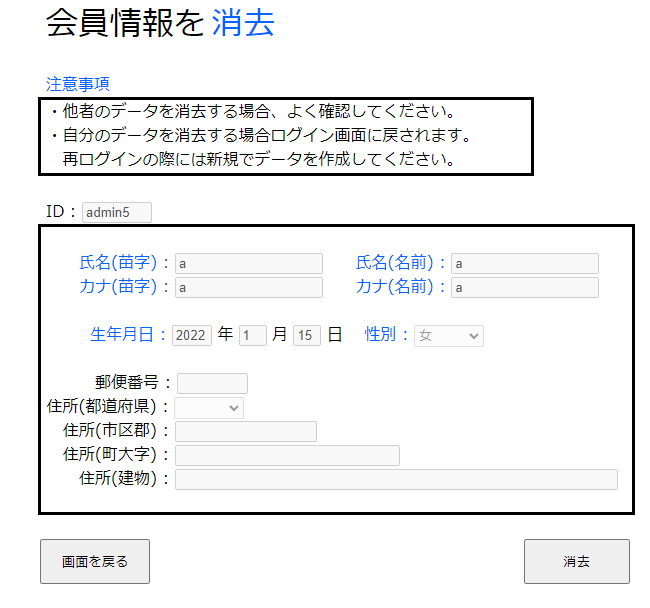 会員情報を 消去
注意事項
・他者のデータを消去する場合、よく確認してください。
・自分のデータを消去する場合ログイン画面に戻されます。
再ログインの際には新規でデータを作成してください。
ID : admin5
氏名(苗字) : a 氏名(名前) : a
カナ(苗字) : a カナ(名前) : a
生年月日 : 2022 年 1 月 15 日 性別 : 女
郵便番号 :
住所(都道府県) :
住所(市区郡) :
住所(町大字) :
住所(建物) :
画面を戻る 消去